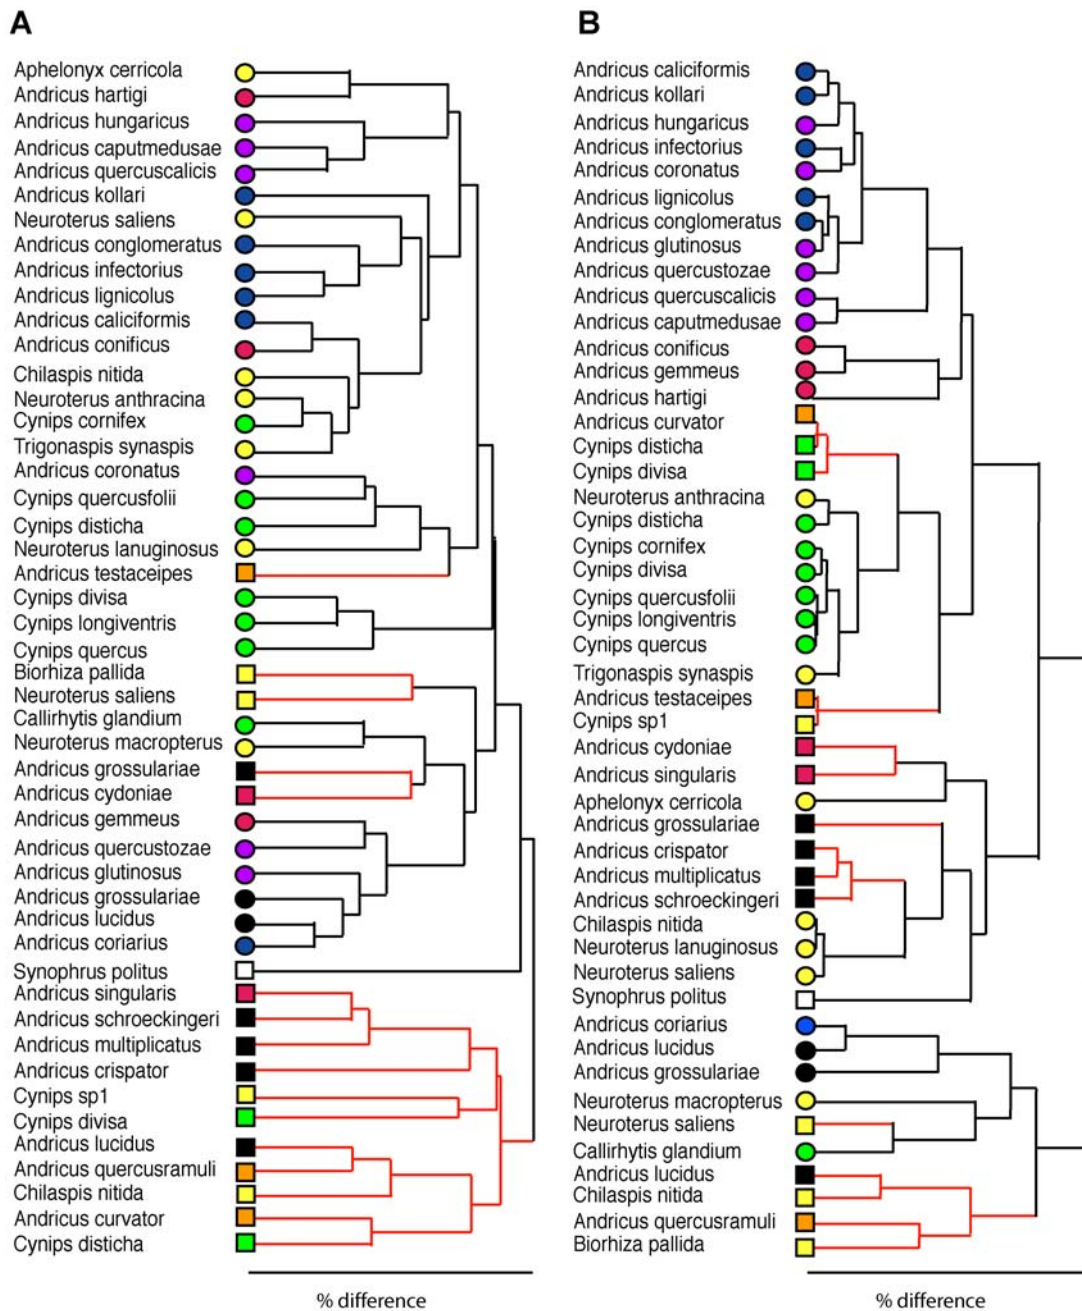 A
Aphelonyx cerricola
Andricus hartigi
Andricus hungaricus
Andricus caputmedusae
Andricus quercuscalicis
Andricus kollari
Neuroterus saliens
Andricus conglomeratus
Andricus infectorius
Andricus lignicolus
Andricus caliciformis
Andricus conificus
Chilaspis nitida
Neuroterus anthracina
Cynips cornifex
Trigonaspis synaspis
Andricus coronatus
Cynips quercusfolii
Cynips disticha
Neuroterus lanuginosus
Andricus testaceipes
Cynips divisa
Cynips longiventris
Cynips quercus
Biorhiza pallida
Neuroterus saliens
Callirhytis glandium
Neuroterus macropterus
Andricus grossulariae
Andricus cydoniae
Andricus gemmeus
Andricus quercustozae
Andricus glutinosus
Andricus grossulariae
Andricus lucidus
Andricus coriarius
Synophrus politus
Andricus singularis
Andricus schroeckingeri
Andricus multiplicatus
Andricus crispator
Cynips sp1
Cynips divisa
Andricus lucidus
Andricus quercusramuli
Chilaspis nitida
Andricus curvator
Cynips disticha
% difference
B
Andricus caliciformis
Andricus kollari
Andricus hungaricus
Andricus infectorius
Andricus coronatus
Andricus lignicolus
Andricus conglomeratus
Andricus glutinosus
Andricus quercustozae
Andricus quercuscalicis
Andricus caputmedusae
Andricus conificus
Andricus gemmeus
Andricus hartigi
Andricus curvator
Cynips disticha
Cynips divisa
Neuroterus anthracina
Cynips disticha
Cynips cornifex
Cynips divisa
Cynips quercusfolii
Cynips longiventris
Cynips quercus
Trigonaspis synaspis
Andricus testaceipes
Cynips sp1
Andricus cydoniae
Andricus singularis
Aphelonyx cerricola
Andricus grossulariae
Andricus crispator
Andricus multiplicatus
Andricus schroeckingeri
Chilaspis nitida
Neuroterus lanuginosus
Neuroterus saliens
Synophrus politus
Andricus coriarius
Andricus lucidus
Andricus grossulariae
Neuroterus macropterus
Neuroterus saliens
Callirhytis glandium
Andricus lucidus
Chilaspis nitida
Andricus quercusramuli
Biorhiza pallida
% difference